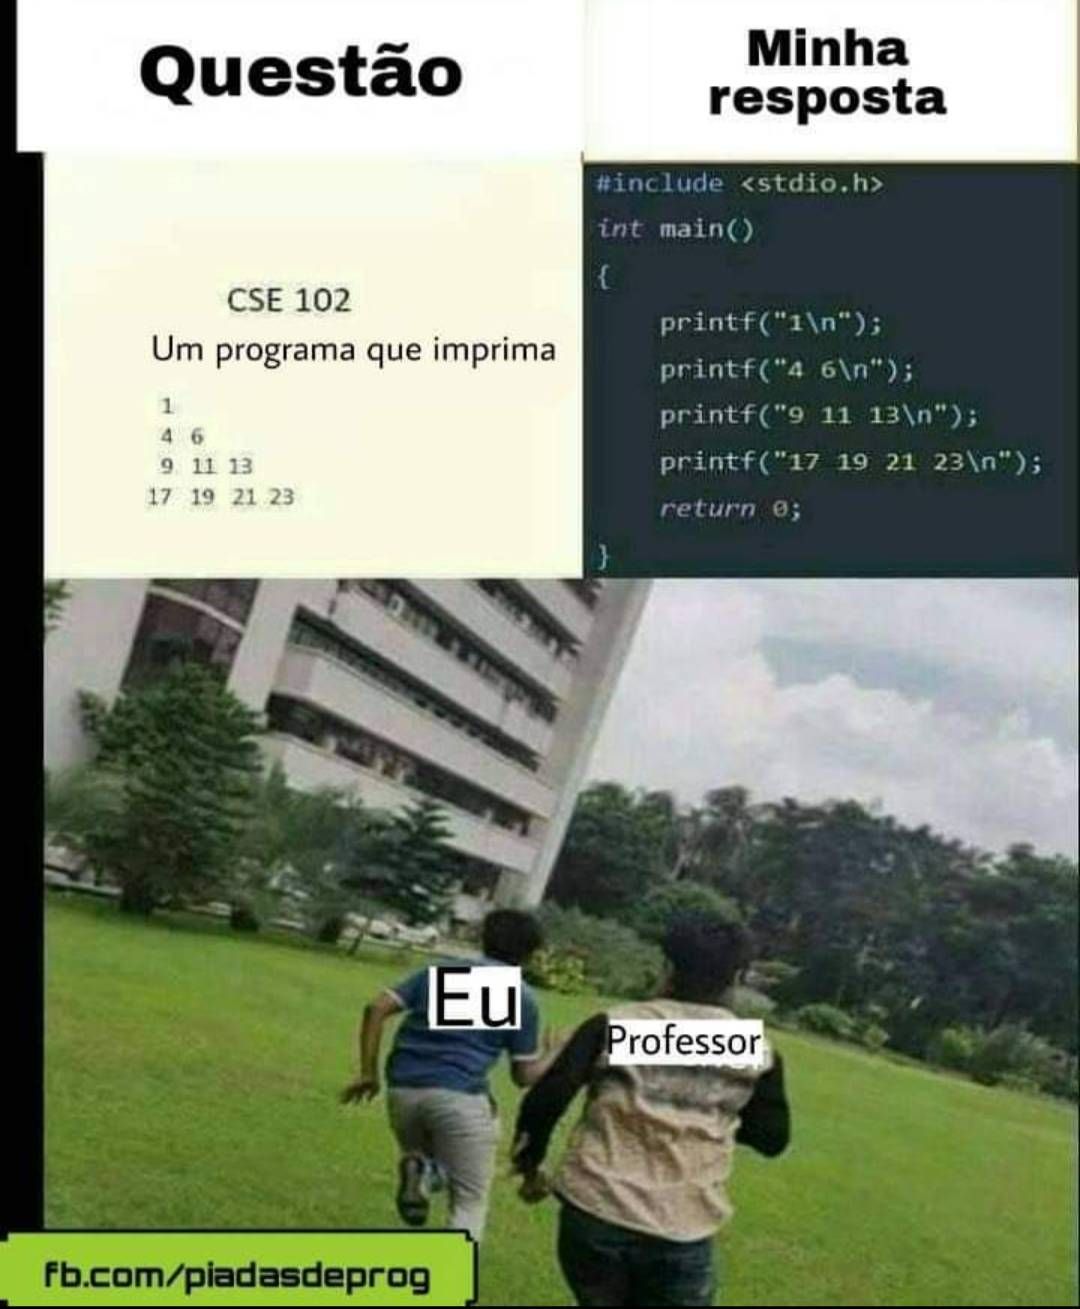 Questão
Minha
resposta
CSE 102
Um programa que imprima
1
4 6
9 11 13
17 19 21 23
#include <stdio.h>
int main()
{
printf("1\n");
printf("4 6\n");
printf("9 11 13\n");
printf("17 19 21 23\n");
return 0;
}
Eu
Professor
fb.com/piadasdeprog